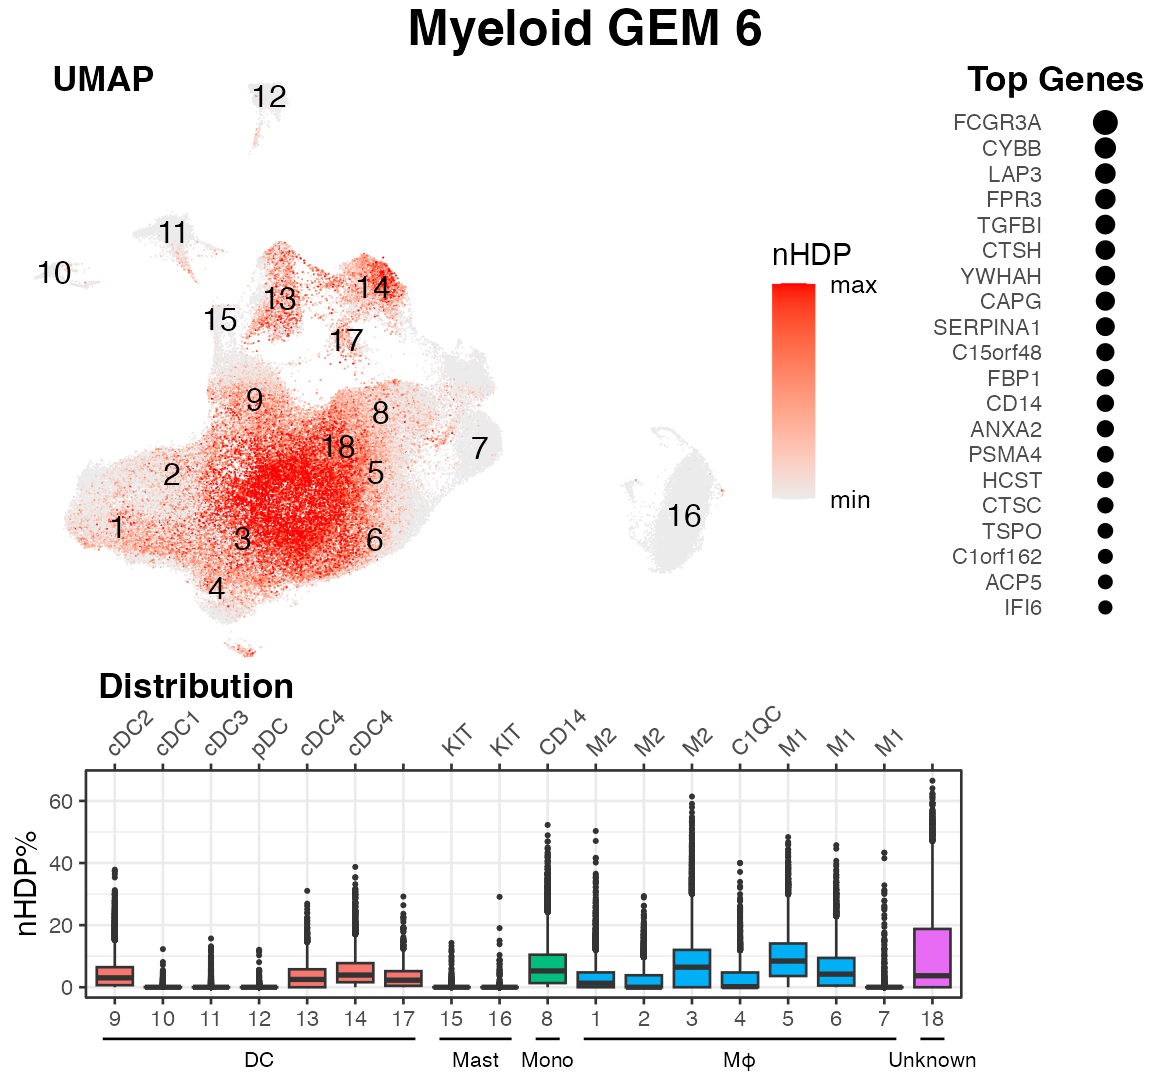 Myeloid GEM 6
UMAP
12
11
10
13
14
15
17
9
8
18
7
2
5
1
3
6
4
16
nHDP
max
min
Top Genes
FCGR3A
CYBB
LAP3
FPR3
TGFBI
CTSH
YWHAH
CAPG
SERPINA1
C15orf48
FBP1
CD14
ANXA2
PSMA4
HCST
CTSC
TSPO
C1orf162
ACP5
IFI6
Distribution
cDC2 cDC1 cDC3 pDC cDC4 cDC4 KIT KIT CD14 M2 M2 M2 C1QC M1 M1 M1
nHDP%
60
40
20
0
9 10 11 12 13 14 17 15 16 8 1 2 3 4 5 6 7 18
DC Mast Mono Mϕ Unknown